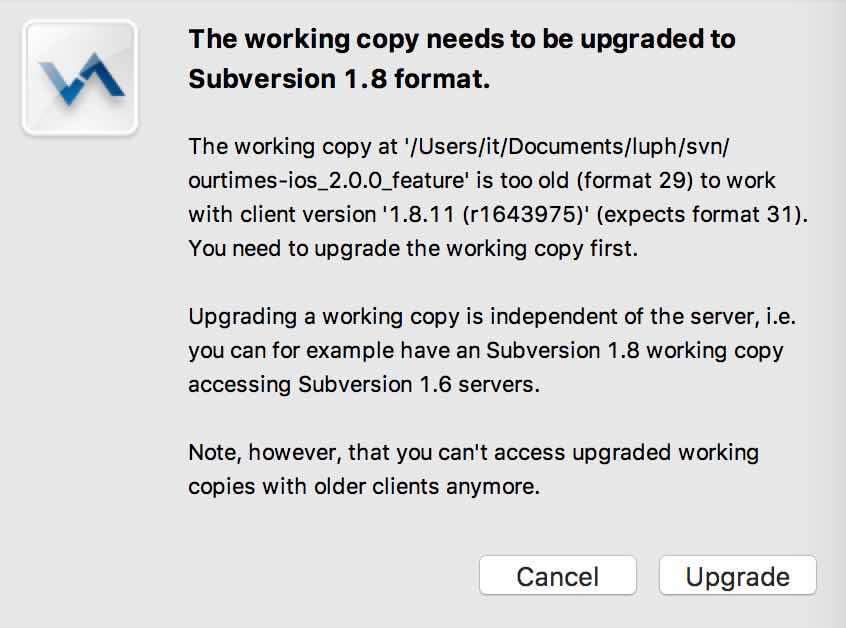 The working copy needs to be upgraded to
Subversion 1.8 format.
The working copy at '/Users/it/Documents/luph/svn/
ourtimes-ios_2.0.0_feature' is too old (format 29) to work
with client version '1.8.11 (r1643975)' (expects format 31).
You need to upgrade the working copy first.
Upgrading a working copy is independent of the server, i.e.
you can for example have an Subversion 1.8 working copy
accessing Subversion 1.6 servers.
Note, however, that you can't access upgraded working
copies with older clients anymore.
Cancel
Upgrade